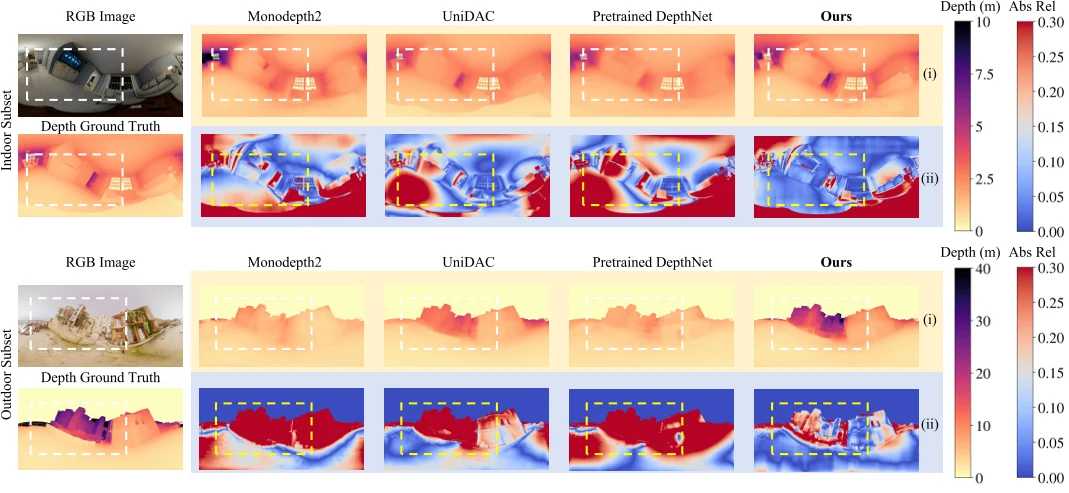 RGB Image Monodepth2 UniDAC Pretrained DepthNet Ours Depth (m) Abs Rel
Indoor Subset
Depth Ground Truth
(i)
(ii)
10
7.5
5
2.5
0
0.30
0.25
0.20
0.15
0.10
0.05
0.00
RGB Image Monodepth2 UniDAC Pretrained DepthNet Ours Depth (m) Abs Rel
Outdoor Subset
Depth Ground Truth
(i)
(ii)
40
30
20
10
0
0.30
0.25
0.20
0.15
0.10
0.05
0.00